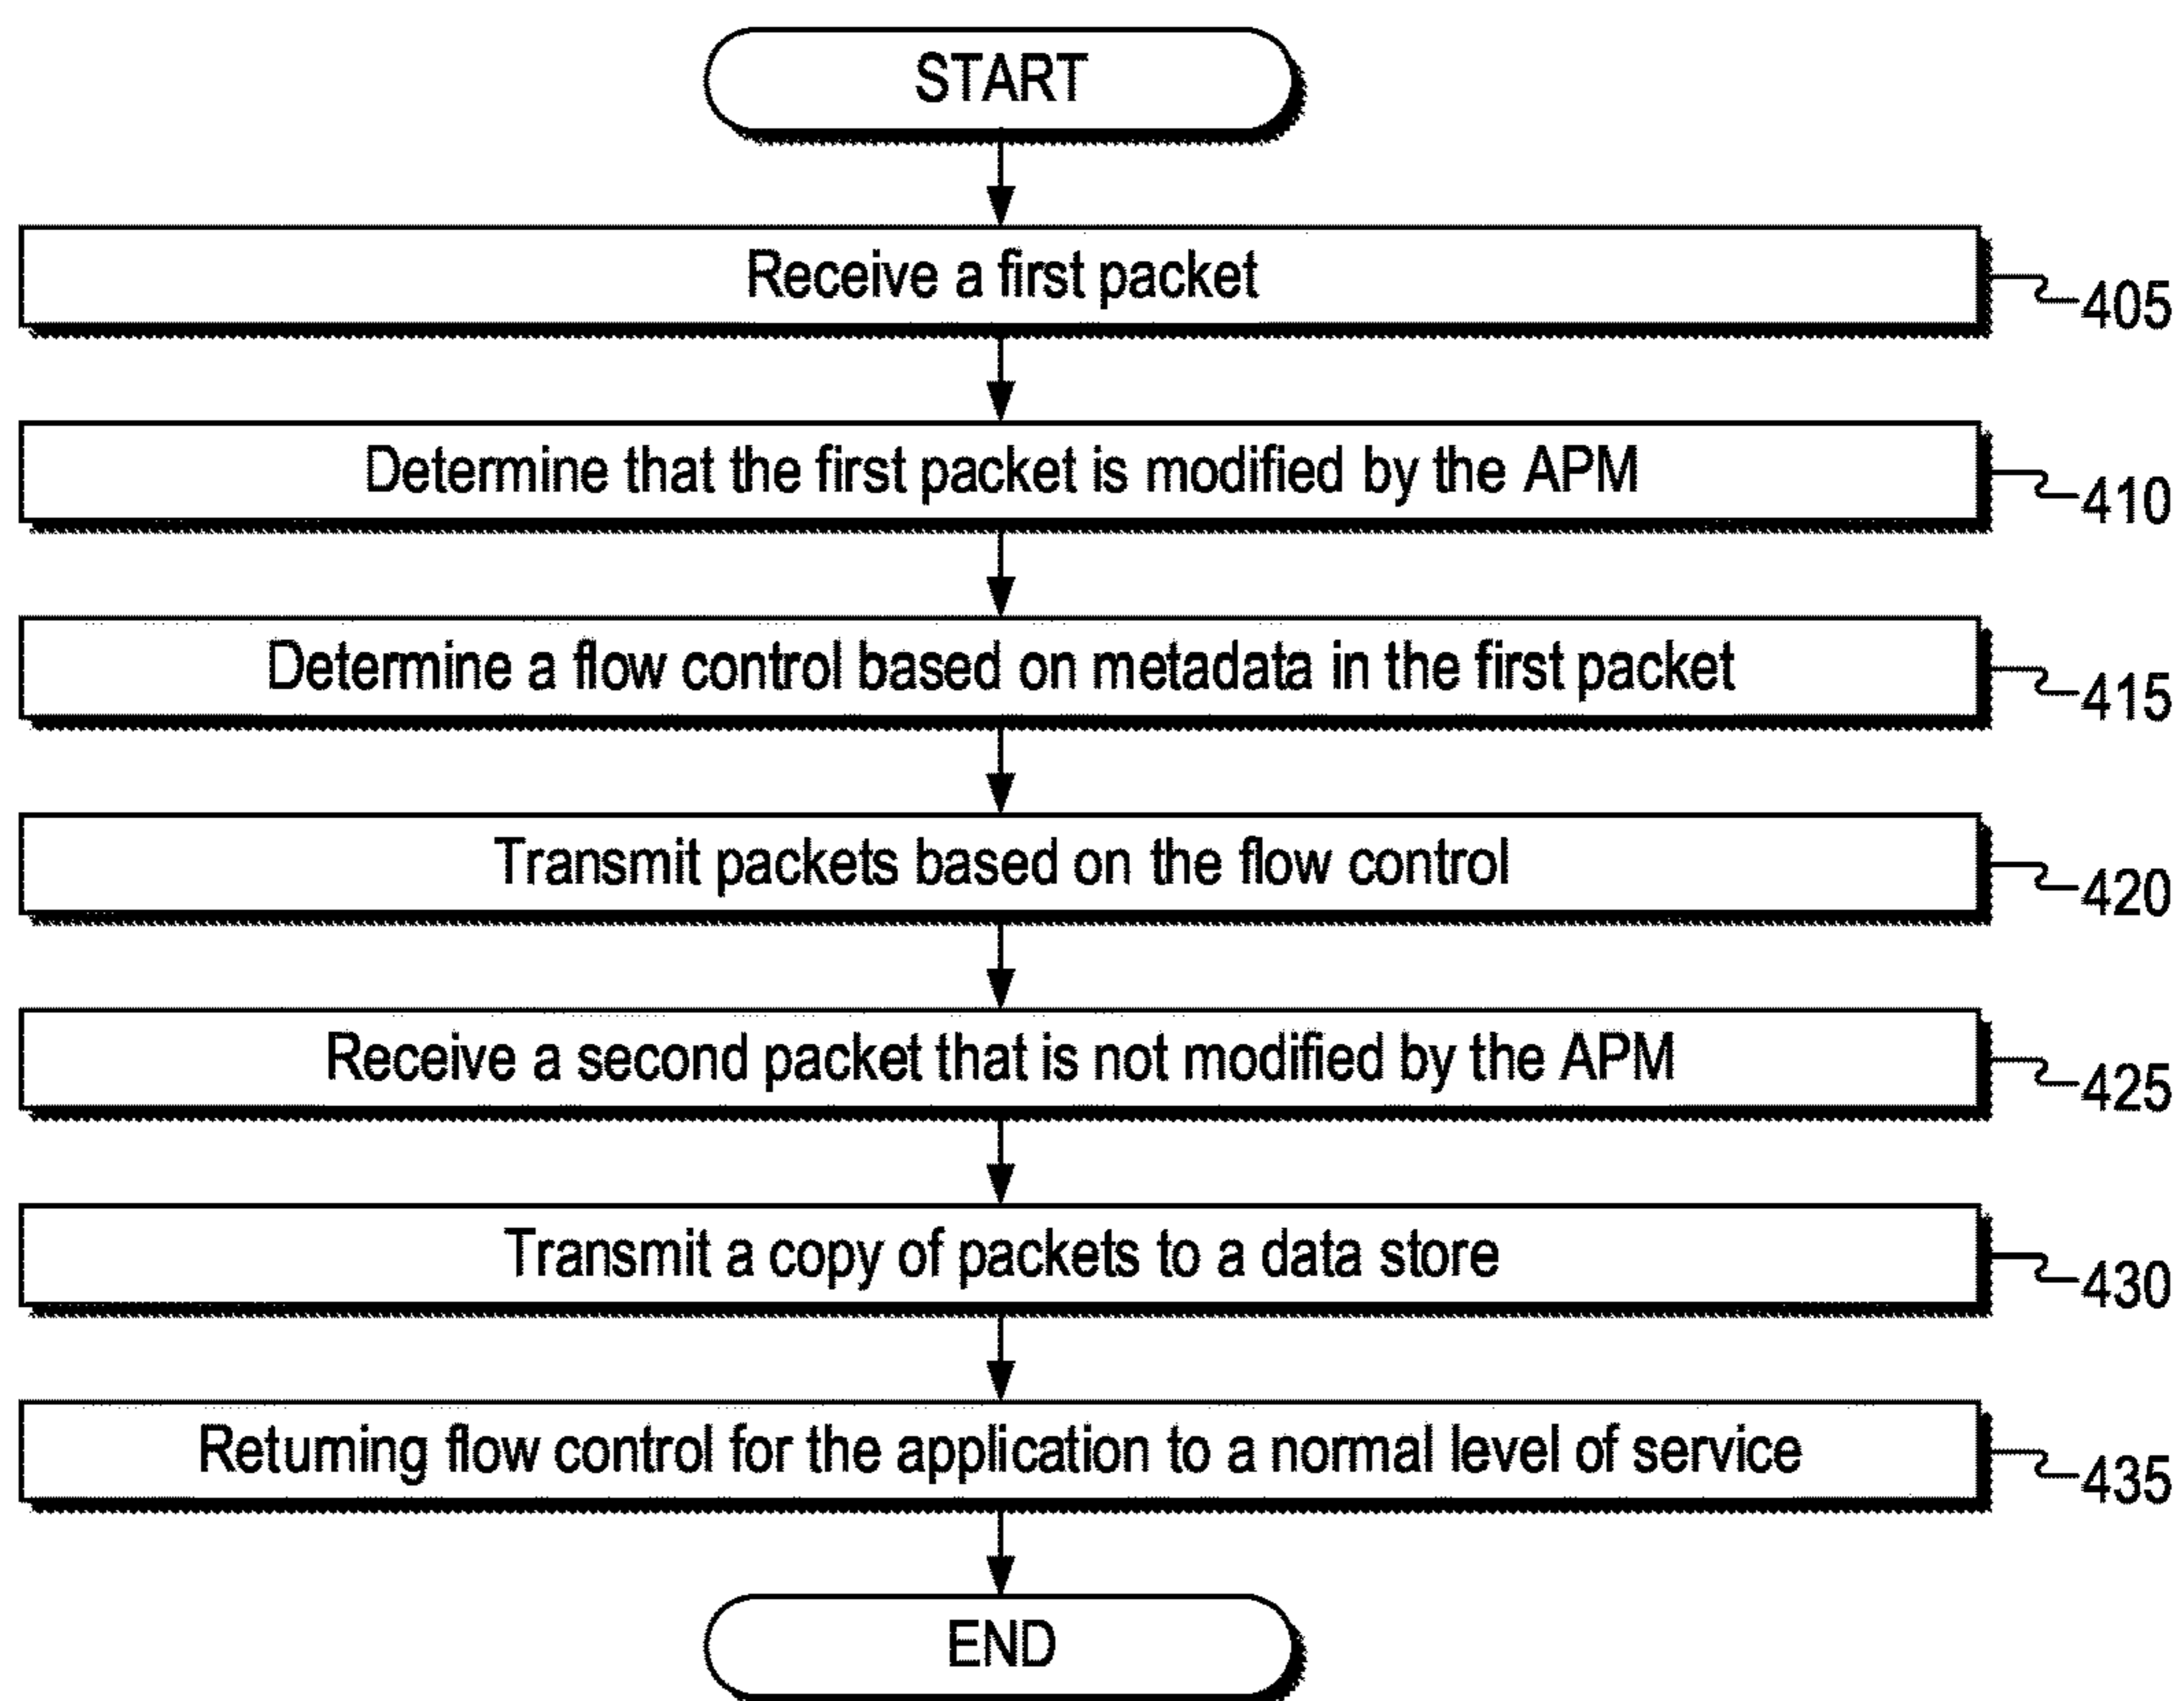 START
Receive a first packet
405
Determine that the first packet is modified by the APM
410
Determine a flow control based on metadata in the first packet
415
Transmit packets based on the flow control
420
Receive a second packet that is not modified by the APM
425
Transmit a copy of packets to a data store
430
Returning flow control for the application to a normal level of service
435
END